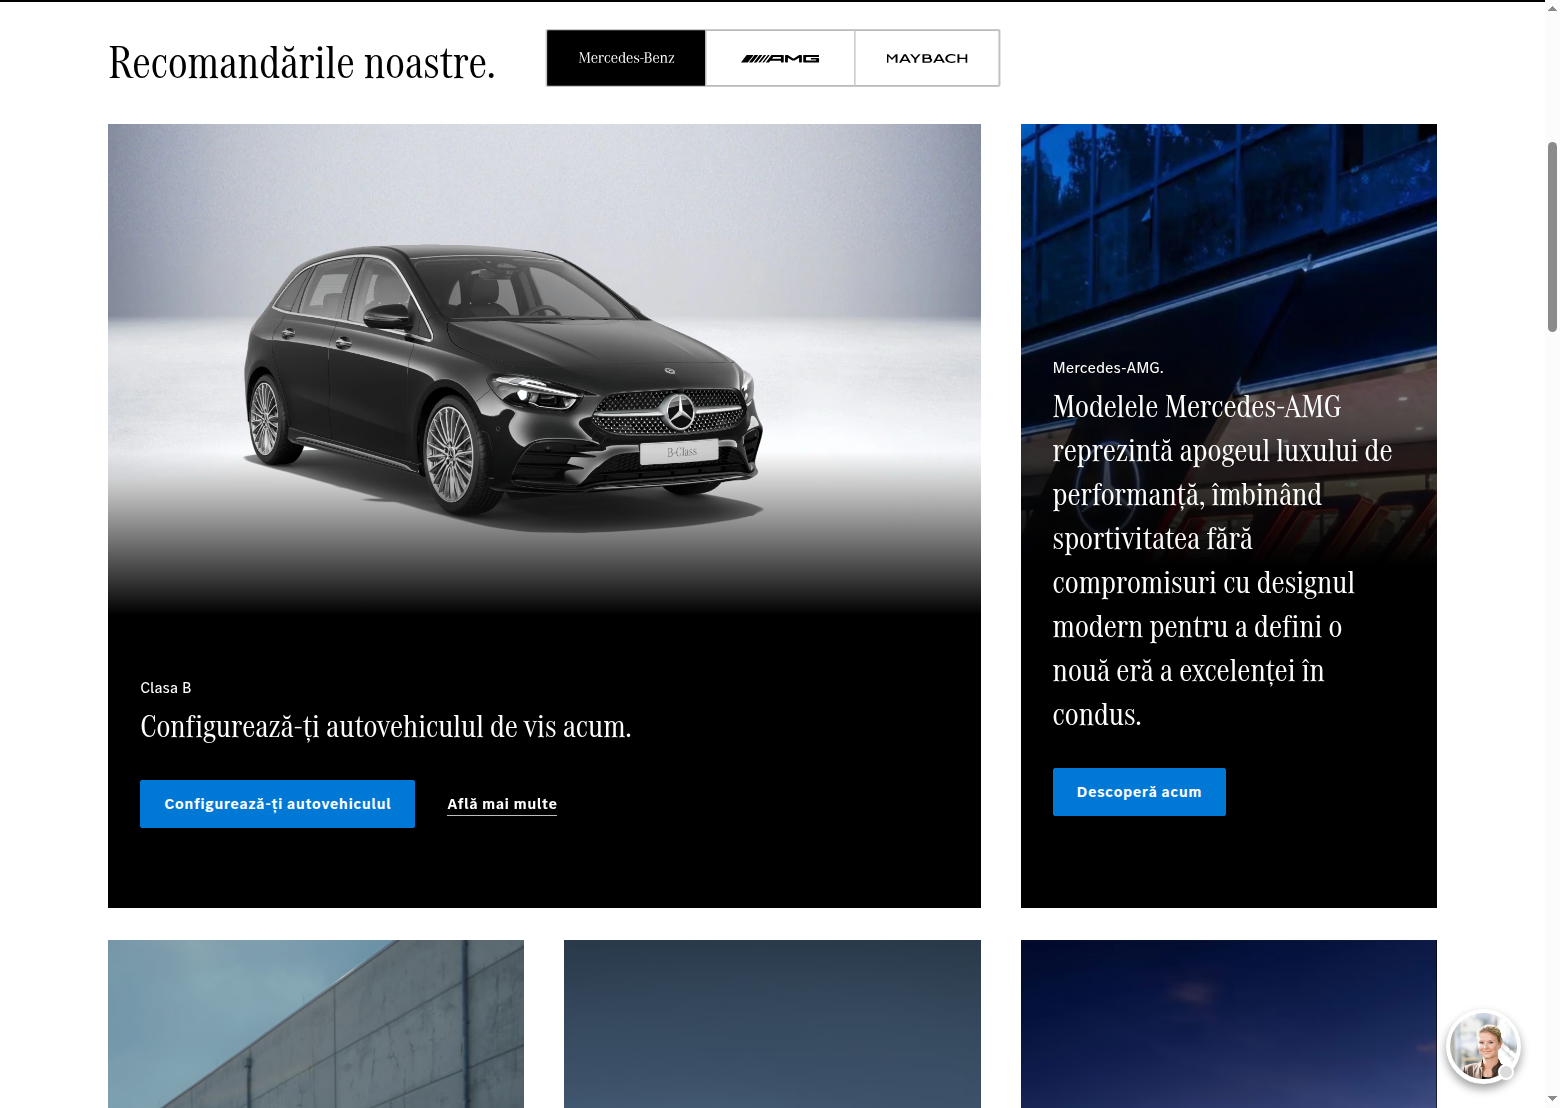 Recomandările noastre.
Mercedes-Benz
AMG
MAYBACH
B-Class
Clasa B
Configurează-ți autovehiculul de vis acum.
Configurează-ți autovehiculul
Află mai multe
Mercedes-AMG.
Modelele Mercedes-AMG
reprezintă apogeul luxului de
performanță, îmbinând
sportivitatea fără
compromisuri cu designul
modern pentru a defini o
nouă eră a excelenței în
condus.
Descoperă acum